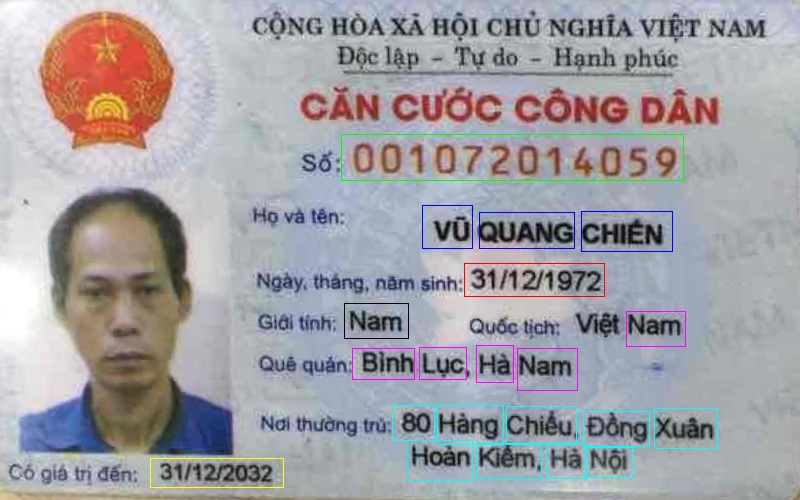 CỘNG HÒA XÃ HỘI CHỦ NGHĨA VIỆT NAM
Độc lập - Tự do - Hạnh phúc
CĂN CƯỚC CÔNG DÂN
Số: 001072014059
Họ và tên: VŨ QUANG CHIẾN
Ngày, tháng, năm sinh: 31/12/1972
Giới tính: Nam Quốc tịch: Việt Nam
Quê quán: Bình Lục, Hà Nam
Nơi thường trú: 80 Hàng Chiếu, Đồng Xuân
Hoàn Kiếm, Hà Nội
Có giá trị đến: 31/12/2032